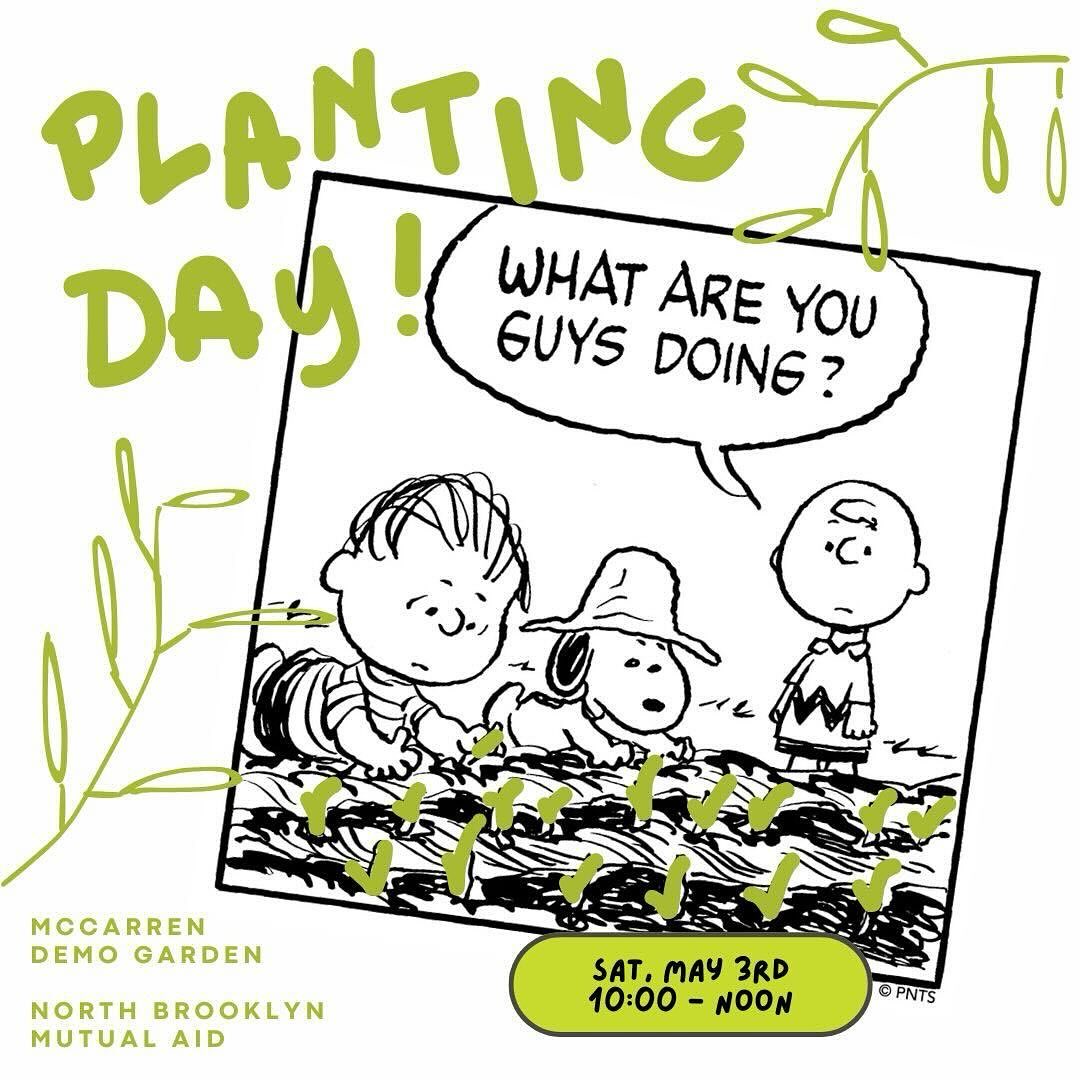 PLANTING
DAY!
WHAT ARE YOU
GUYS DOING?
MCCARREN
DEMO GARDEN
NORTH BROOKLYN
MUTUAL AID
SAT, MAY 3RD
10:00 - NOON
© PNTS